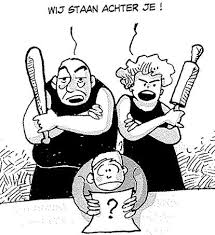 WIJ STAAN ACHTER JE !
?